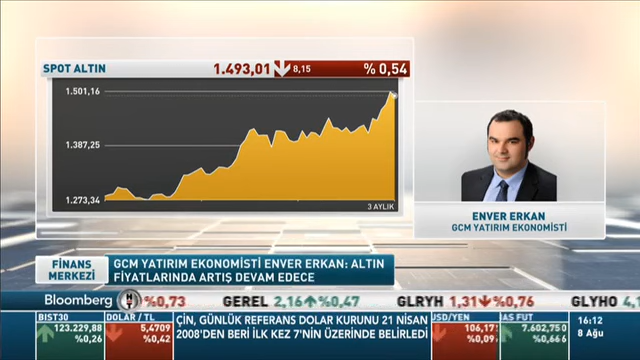 SPOT ALTIN 1.493,01 8,15 % 0,54
1.501,16
1.387,25
1.273,34
3 AYLIK
ENVER ERKAN
GCM YATIRIM EKONOMİSTİ
FİNANS MERKEZİ
GCM YATIRIM EKONOMİSTİ ENVER ERKAN: ALTIN
FİYATLARINDA ARTIŞ DEVAM EDECE
Bloomberg HT %0,73 GEREL 2,16 %0,47 GLRYH 1,31 %0,76 GLYHO 4,1
BIST30 DOLAR / TL
123.229,88 5,4709
%0,26 %0,42
ÇİN, GÜNLÜK REFERANS DOLAR KURUNU 21 NİSAN
2008'DEN BERİ İLK KEZ 7'NİN ÜZERİNDE BELİRLEDİ
USD/YEN NAS FUT
106,17 7.602,750
%0,09 %0,66
16:12
8 Ağu